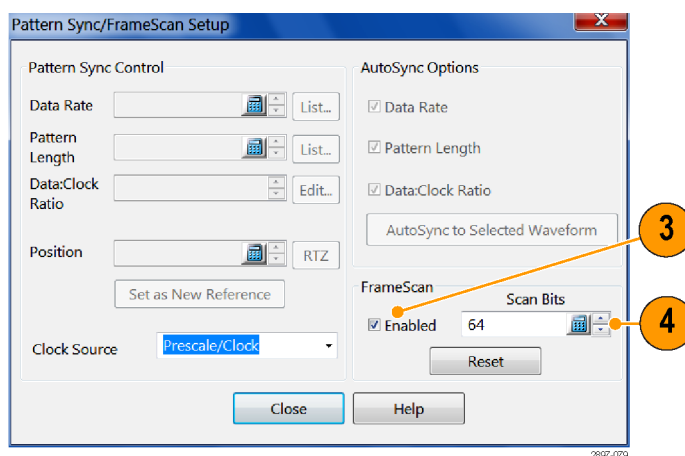 Pattern Sync/FrameScan Setup
X
Pattern Sync Control
Data Rate
List...
Pattern
Length
List...
Data:Clock
Ratio
Edit...
Position
RTZ
Set as New Reference
Clock Source
Prescale/Clock
AutoSync Options
Data Rate
Pattern Length
Data:Clock Ratio
AutoSync to Selected Waveform
3
FrameScan
Scan Bits
Enabled
64
4
Reset
Close
Help
2897-079